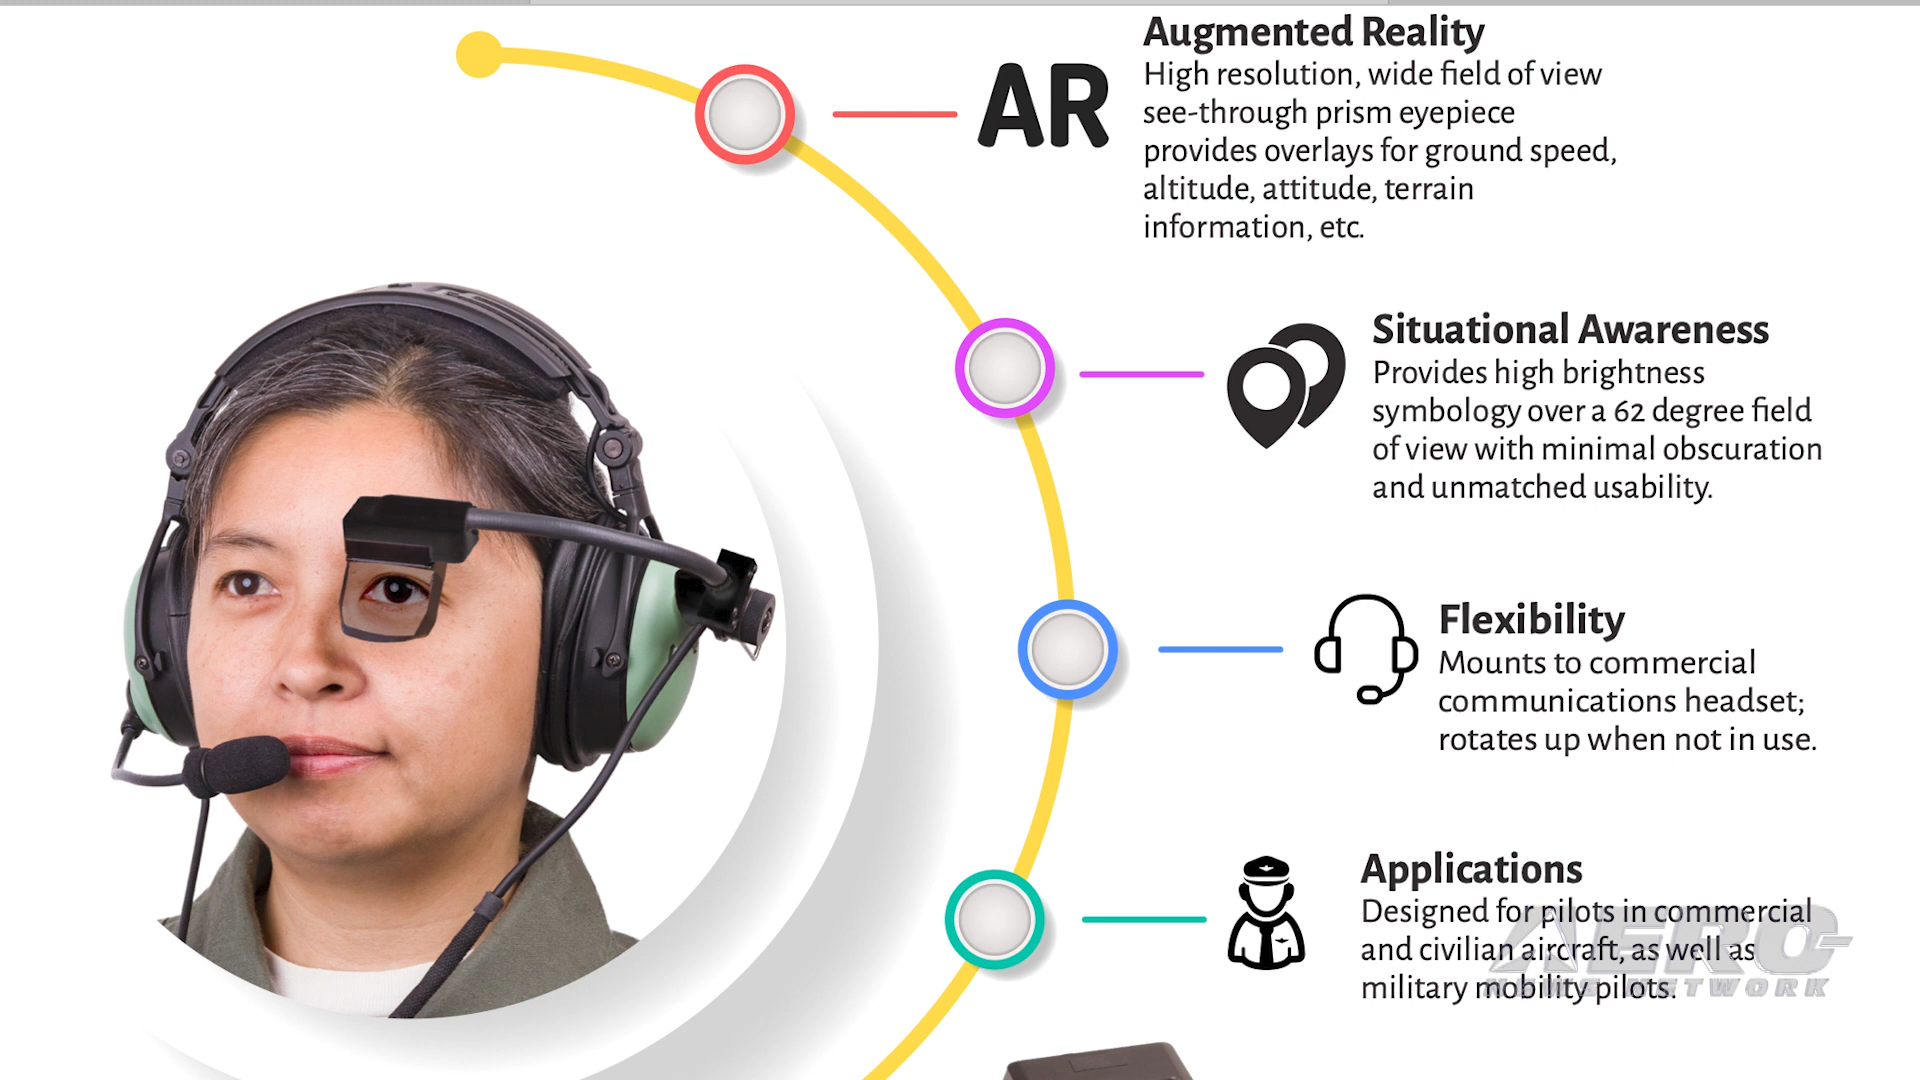 AR
Augmented Reality
High resolution, wide field of view
see-through prism eyepiece
provides overlays for ground speed,
altitude, attitude, terrain
information, etc.
Situational Awareness
Provides high brightness
symbology over a 62 degree field
of view with minimal obscuration
and unmatched usability.
Flexibility
Mounts to commercial
communications headset;
rotates up when not in use.
Applications
Designed for pilots in commercial
and civilian aircraft, as well as
military mobility pilots.
AERO
NEWS NETWORK